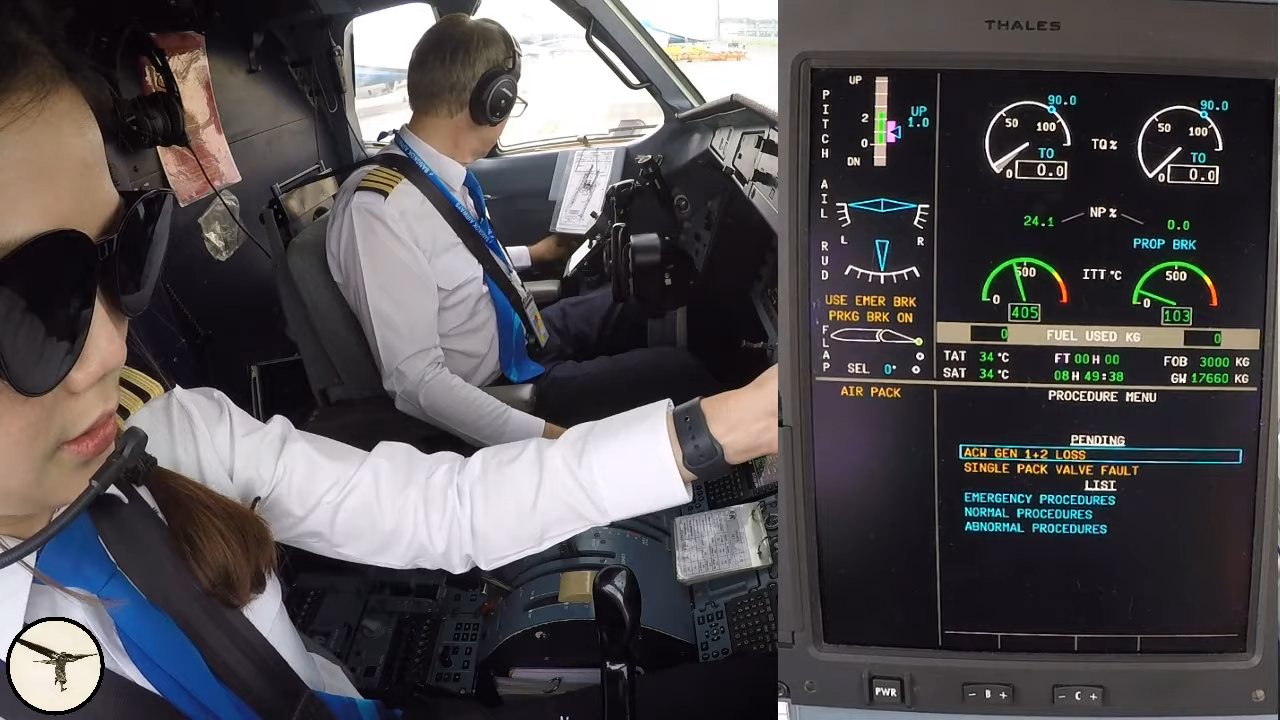 THALES
UP
PITCH
2
0
DN
UP
1.0
90.0
50
100
TO
0
0.0
TQ%
90.0
50
100
TO
0
0.0
AIL
L
R
24.1
NP%
0.0
PROP BRK
RUD
500
0
405
ITT °C
500
0
103
USE EMER BRK
PRKG BRK ON
0
FUEL USED KG
0
FLAP
SEL 0°
TAT 34 °C
FT 00 H 00
FOB 3000 KG
SAT 34 °C
08 H 49:38
GW 17660 KG
AIR PACK
PROCEDURE MENU
PENDING
ACW GEN 1+2 LOSS
SINGLE PACK VALVE FAULT
LIST
EMERGENCY PROCEDURES
NORMAL PROCEDURES
ABNORMAL PROCEDURES
PWR
- B +
- C +